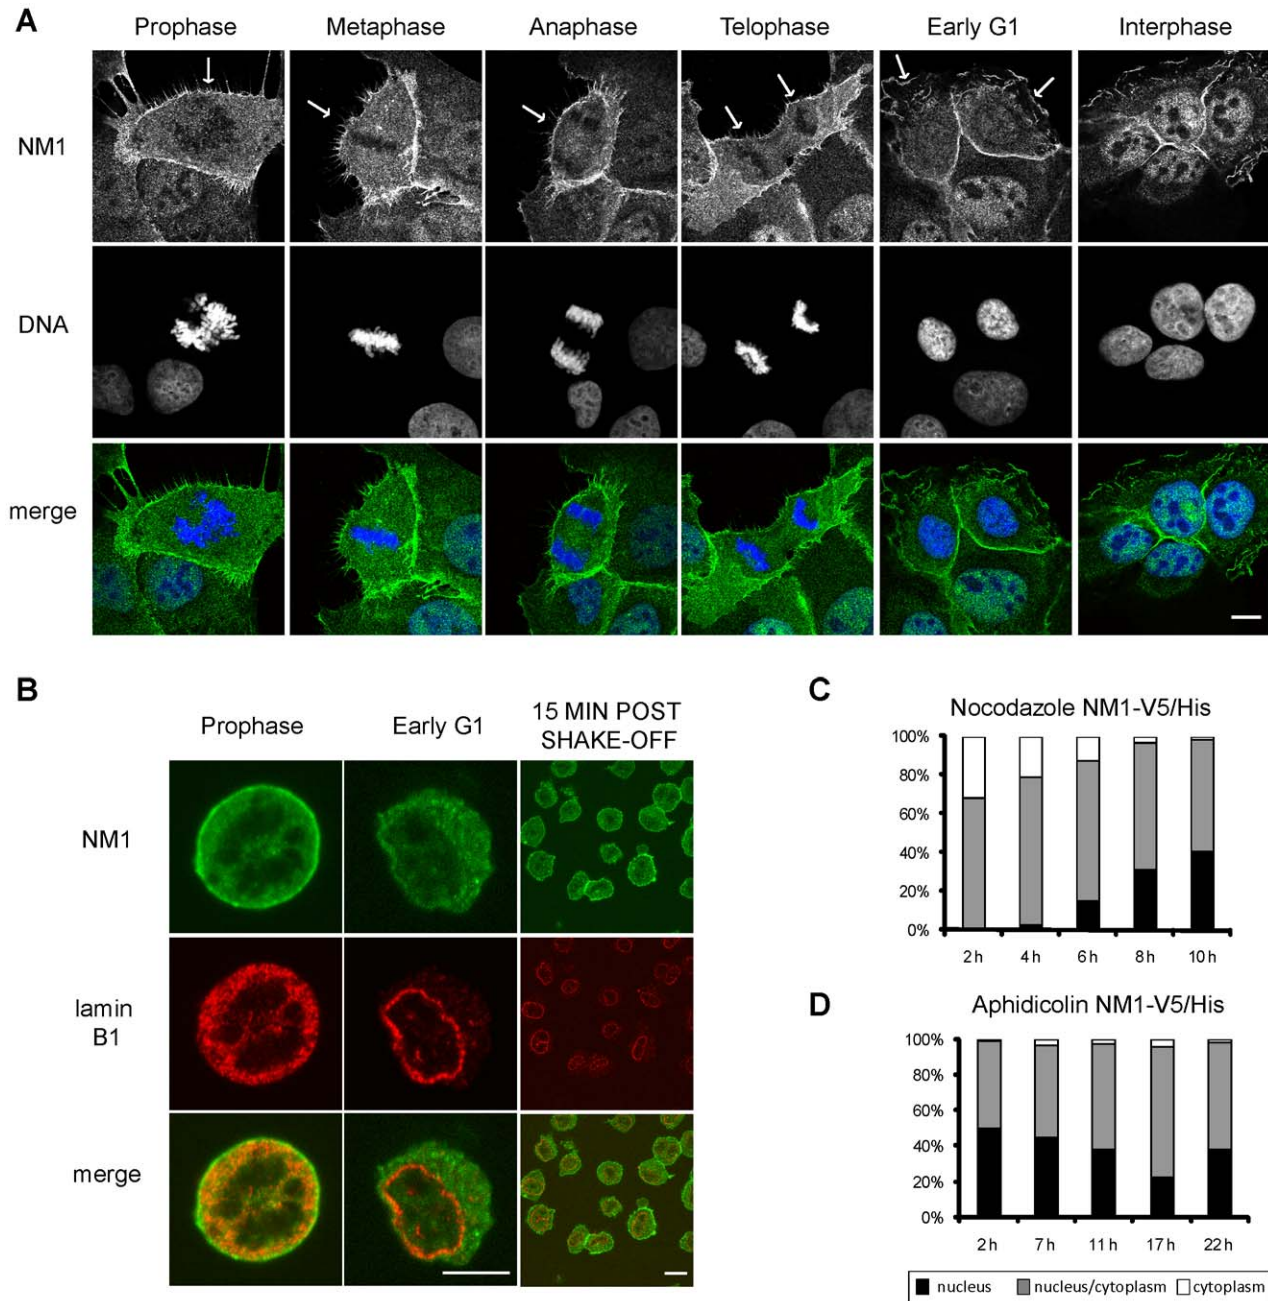 A
Prophase Metaphase Anaphase Telophase Early G1 Interphase
NM1
DNA
merge
B
Prophase Early G1 15 MIN POST
SHAKE-OFF
NM1
lamin
B1
merge
C
Nocodazole NM1-V5/His
100%
80%
60%
40%
20%
0%
2 h 4 h 6 h 8 h 10 h
D
Aphidicolin NM1-V5/His
100%
80%
60%
40%
20%
0%
2 h 7 h 11 h 17 h 22 h
nucleus nucleus/cytoplasm cytoplasm